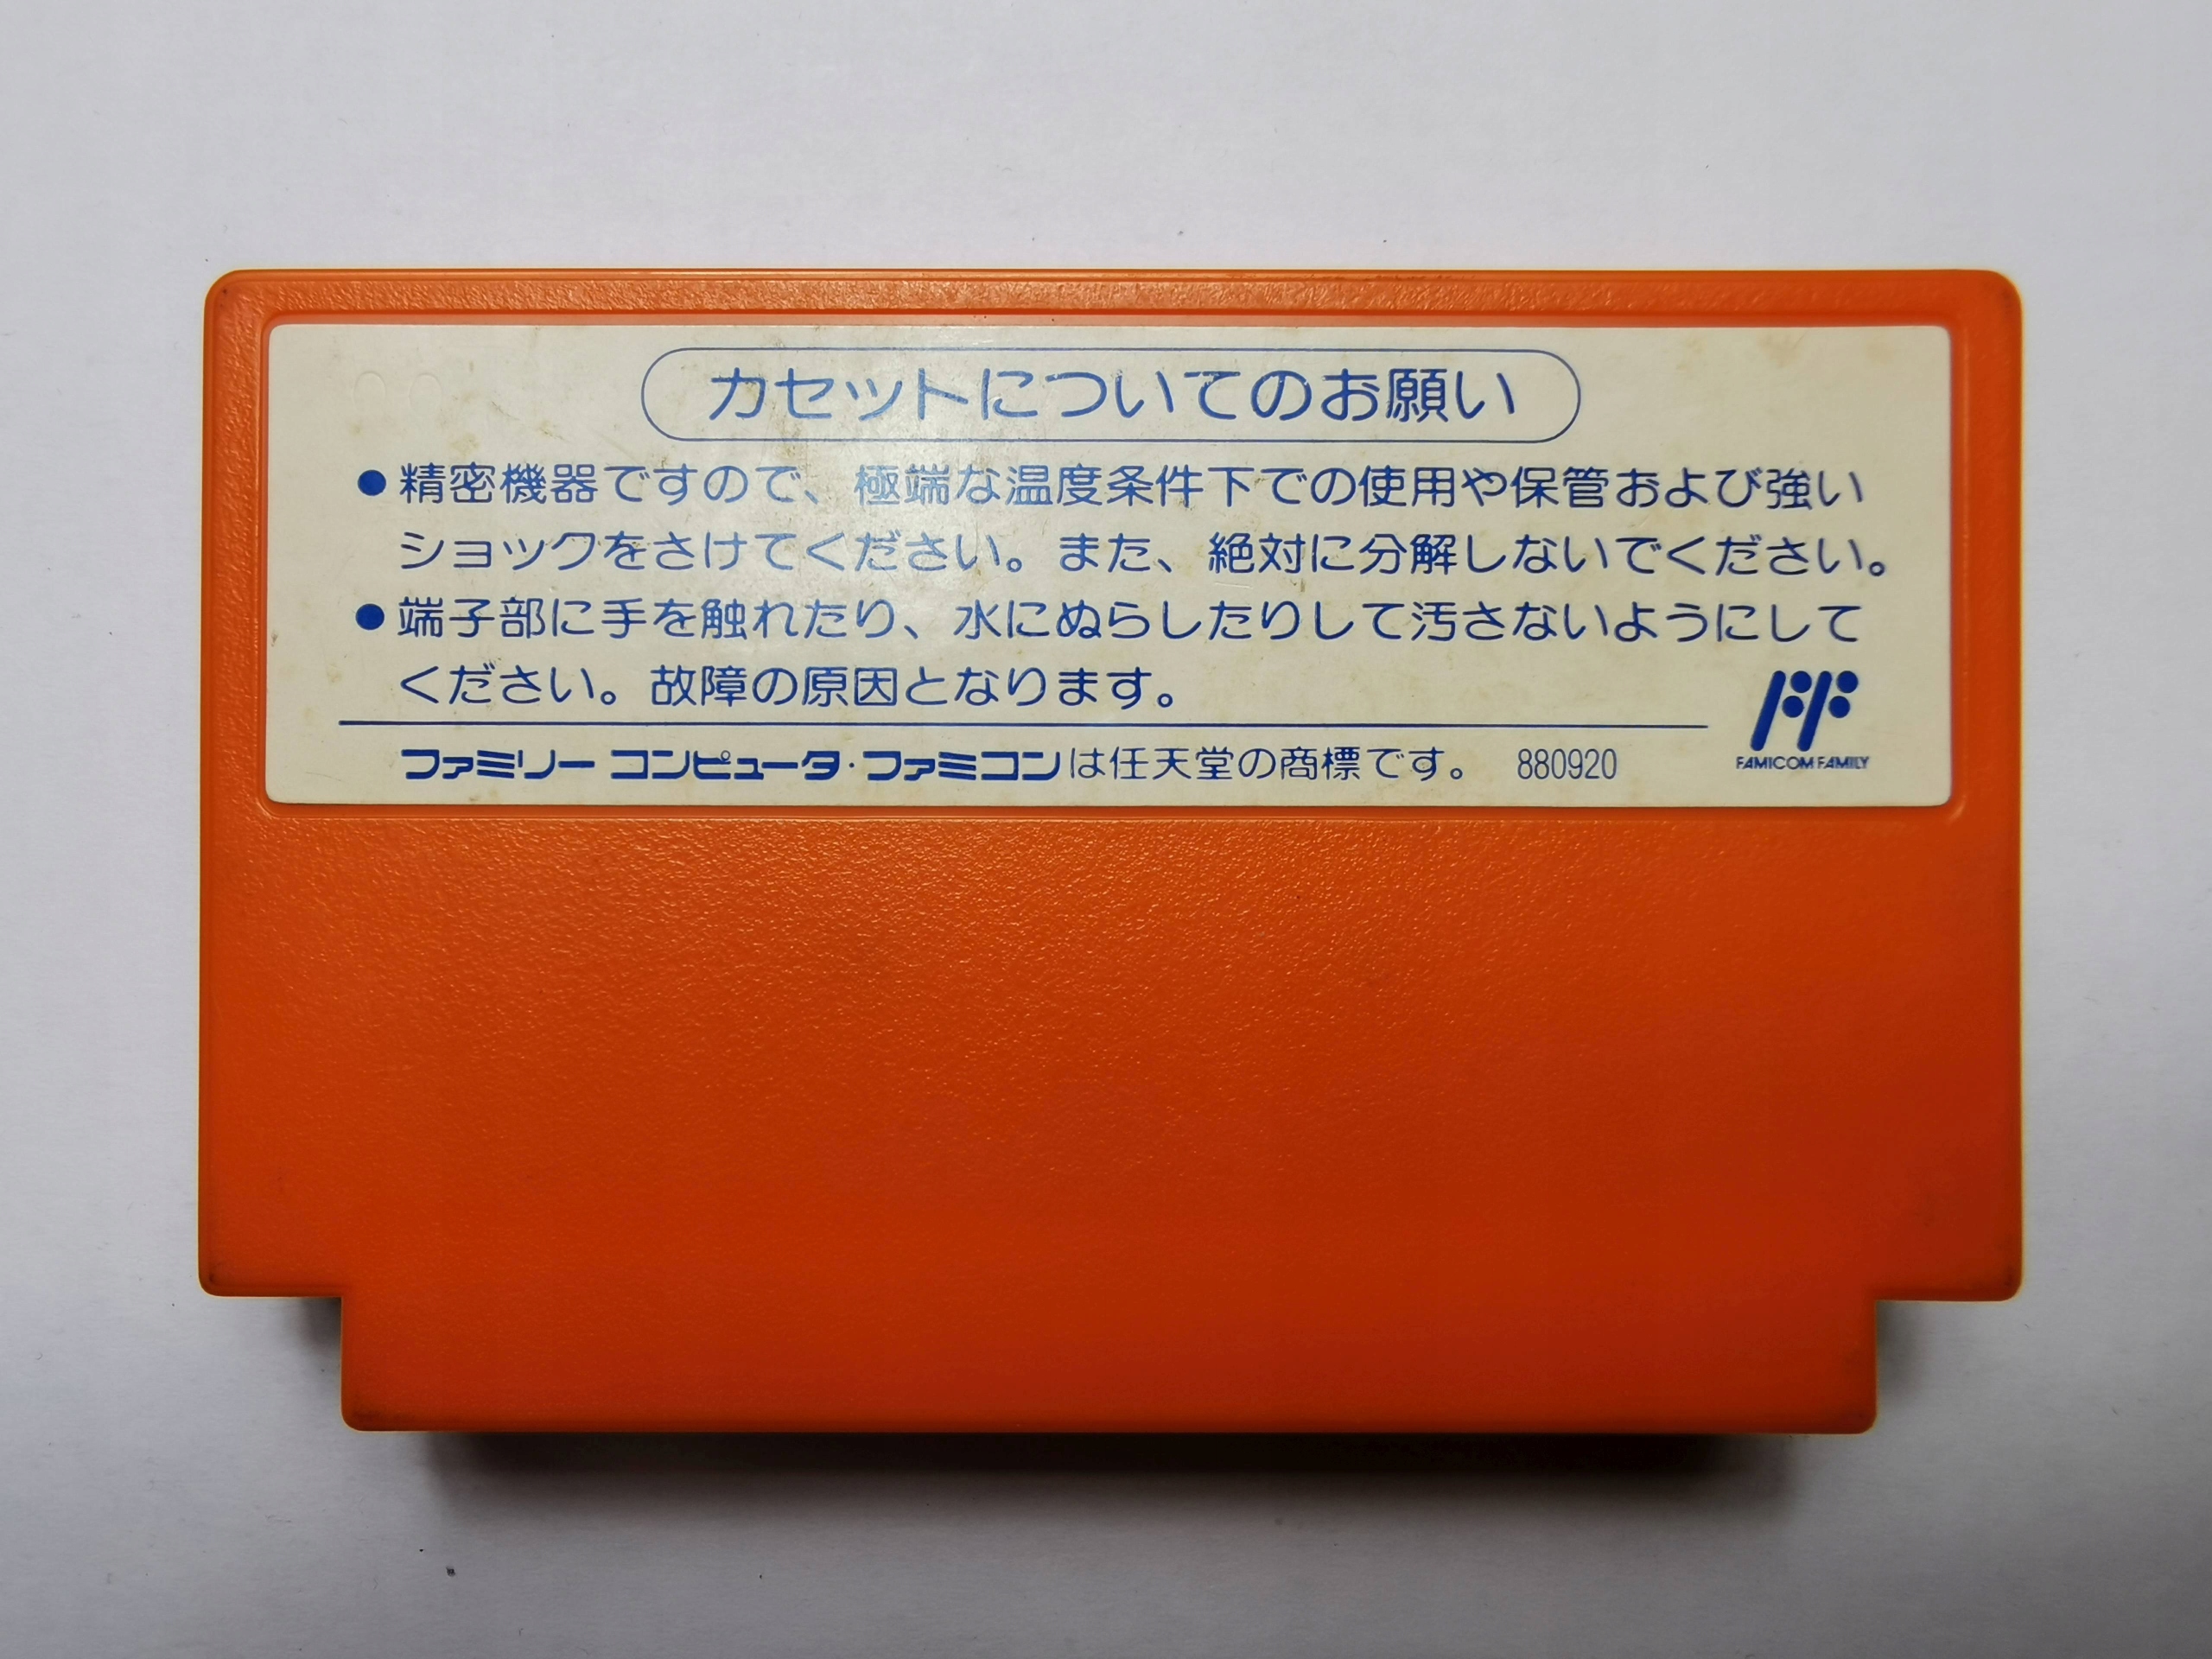 カセットについてのお願い
●精密機器ですので、極端な温度条件下での使用や保管および強い
ショックをさけてください。また、絶対に分解しないでください。
●端子部に手を触れたり、水にぬらしたりして汚さないようにして
ください。故障の原因となります。
ファミリーコンピュータ・ファミコンは任天堂の商標です。 880920
FAMICOM FAMILY